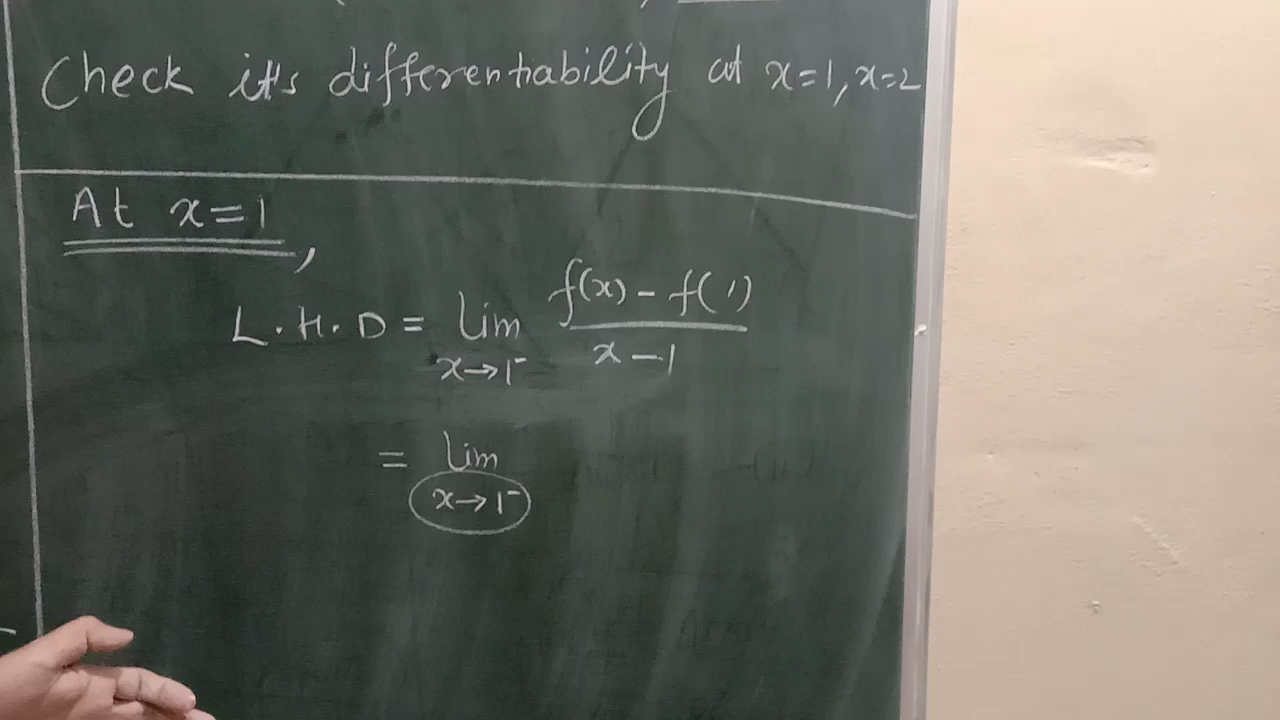 Check it's differentiability at x=1, x=2
At x=1,
L.H.D = lim x→1⁻ f(x) - f(1) / x-1
= lim x→1⁻